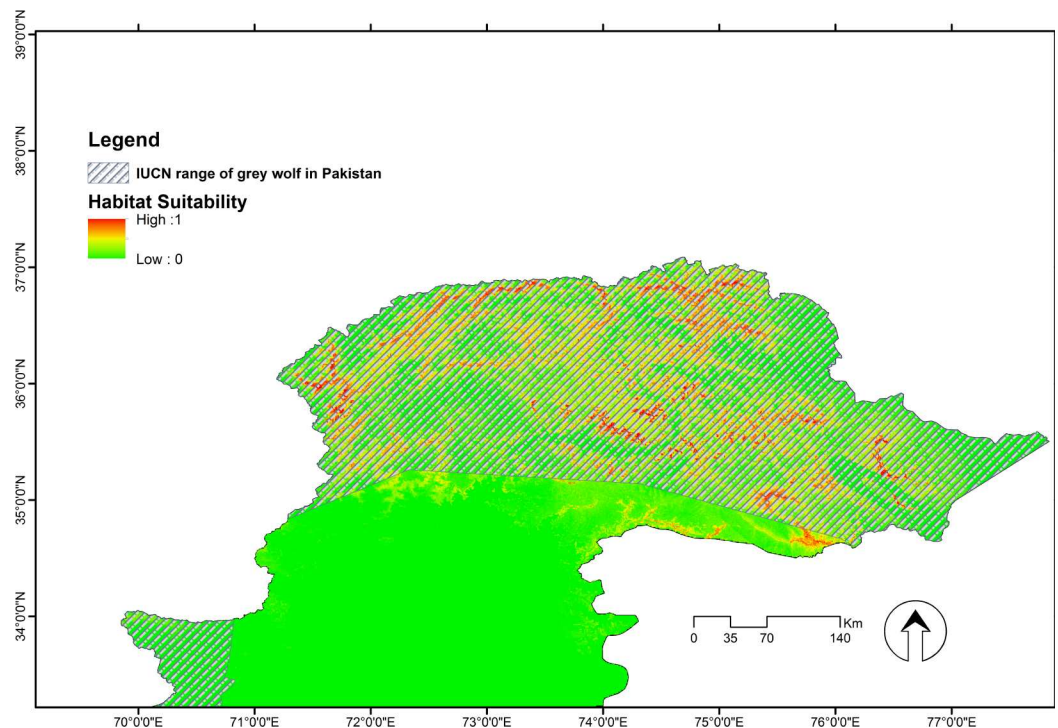 Legend
IUCN range of grey wolf in Pakistan
Habitat Suitability
High :1
Low : 0
39°0'0"N
38°0'0"N
37°0'0"N
36°0'0"N
35°0'0"N
34°0'0"N
Km
0 35 70 140
70°0'0"E 71°0'0"E 72°0'0"E 73°0'0"E 74°0'0"E 75°0'0"E 76°0'0"E 77°0'0"E